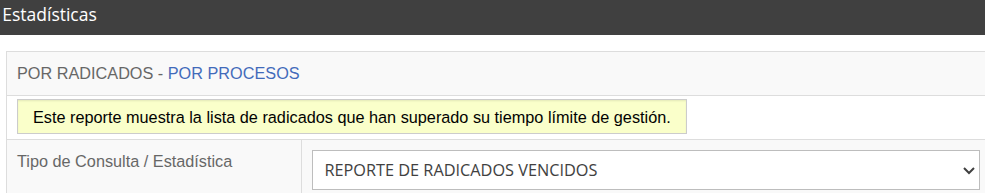 Estadísticas
POR RADICADOS - POR PROCESOS
Este reporte muestra la lista de radicados que han superado su tiempo límite de gestión.
Tipo de Consulta / Estadística
REPORTE DE RADICADOS VENCIDOS